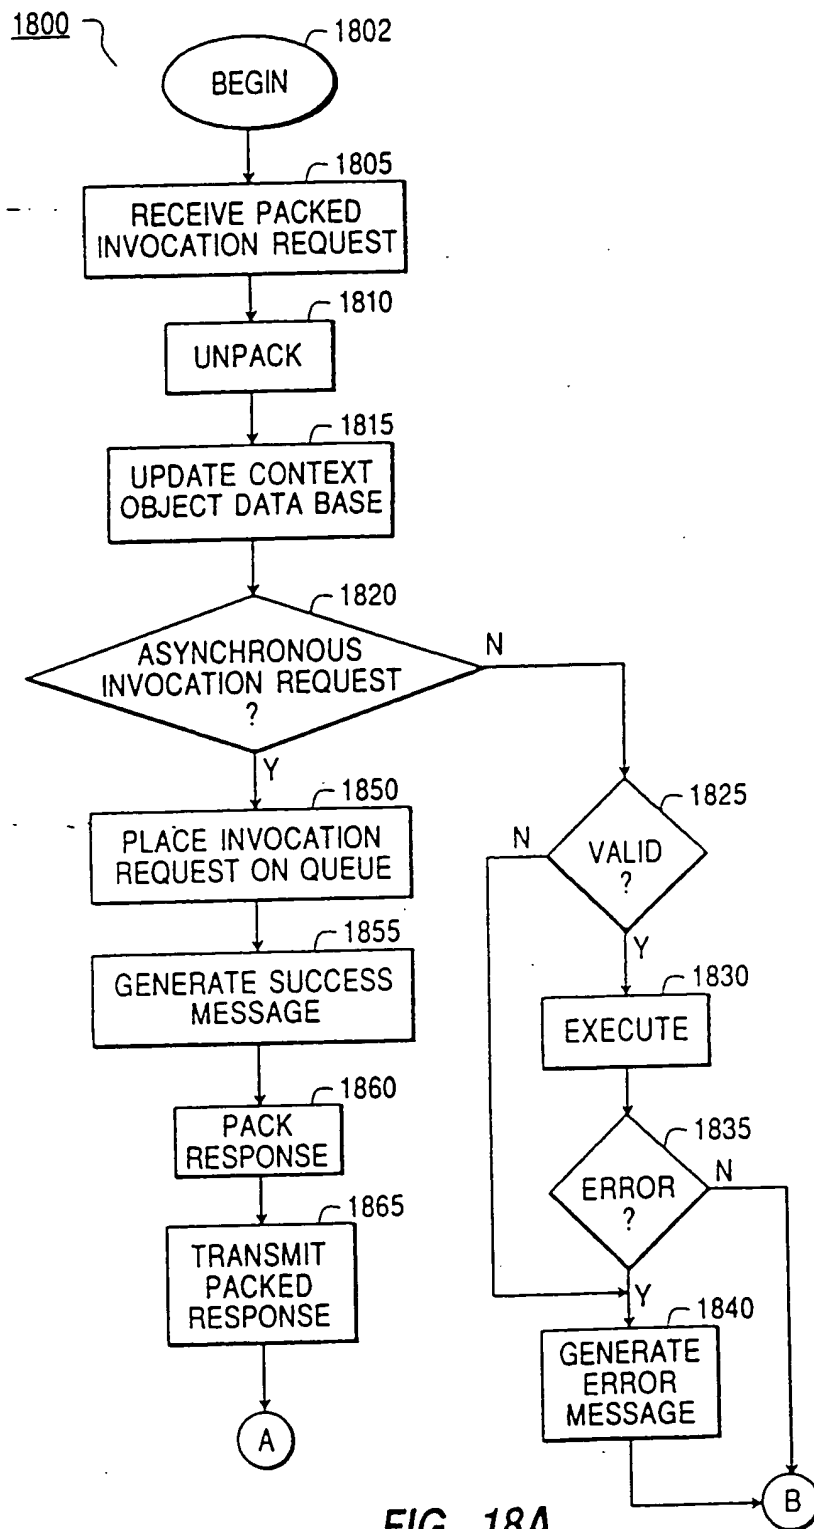 1800
1802
BEGIN
1805
RECEIVE PACKED
INVOCATION REQUEST
1810
UNPACK
1815
UPDATE CONTEXT
OBJECT DATA BASE
1820
ASYNCHRONOUS
INVOCATION REQUEST
?
N
Y
1850
PLACE INVOCATION
REQUEST ON QUEUE
1855
GENERATE SUCCESS
MESSAGE
1860
PACK
RESPONSE
1865
TRANSMIT
PACKED
RESPONSE
A
1825
VALID
?
N
Y
1830
EXECUTE
1835
ERROR
?
N
Y
1840
GENERATE
ERROR
MESSAGE
B
FIG. 18A